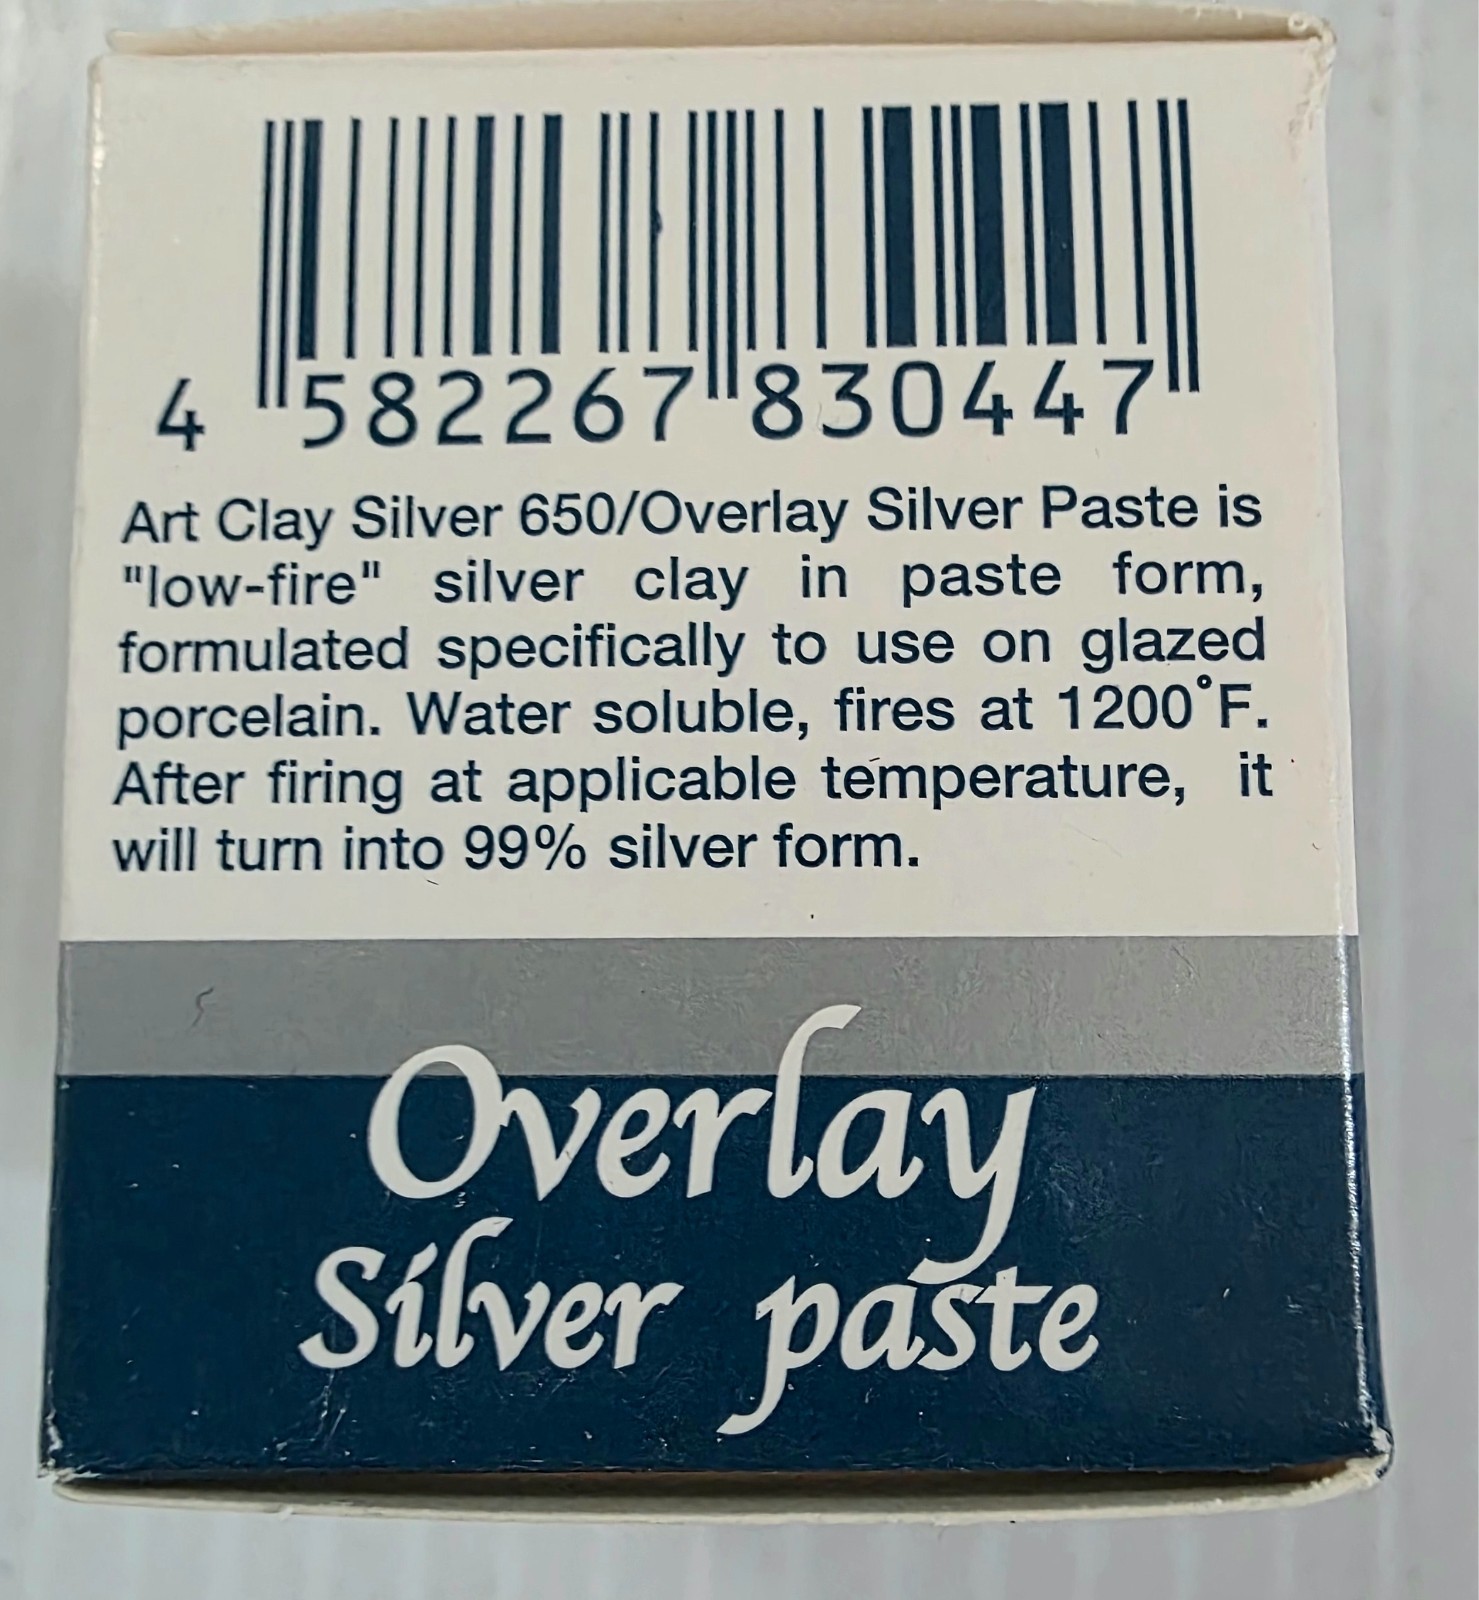 4 582267 830447
Art Clay Silver 650/Overlay Silver Paste is
"low-fire" silver clay in paste form,
formulated specifically to use on glazed
porcelain. Water soluble, fires at 1200°F.
After firing at applicable temperature, it
will turn into 99% silver form.
Overlay
Silver paste